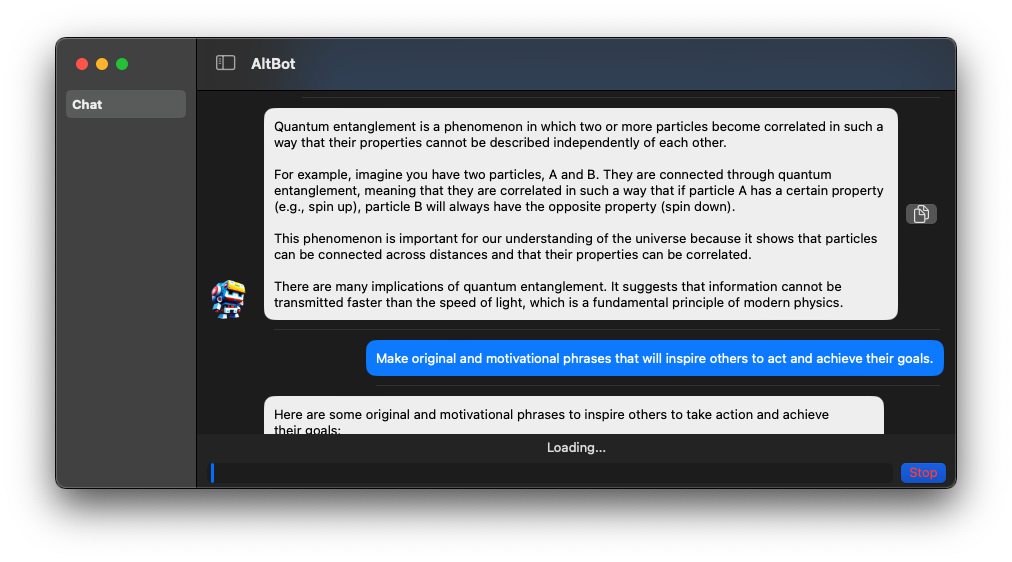 AltBot
Chat
Quantum entanglement is a phenomenon in which two or more particles become correlated in such a
way that their properties cannot be described independently of each other.
For example, imagine you have two particles, A and B. They are connected through quantum
entanglement, meaning that they are correlated in such a way that if particle A has a certain property
(e.g., spin up), particle B will always have the opposite property (spin down).
This phenomenon is important for our understanding of the universe because it shows that particles
can be connected across distances and that their properties can be correlated.
There are many implications of quantum entanglement. It suggests that information cannot be
transmitted faster than the speed of light, which is a fundamental principle of modern physics.
Make original and motivational phrases that will inspire others to act and achieve their goals.
Here are some original and motivational phrases to inspire others to take action and achieve
their goals:
Loading...
Stop